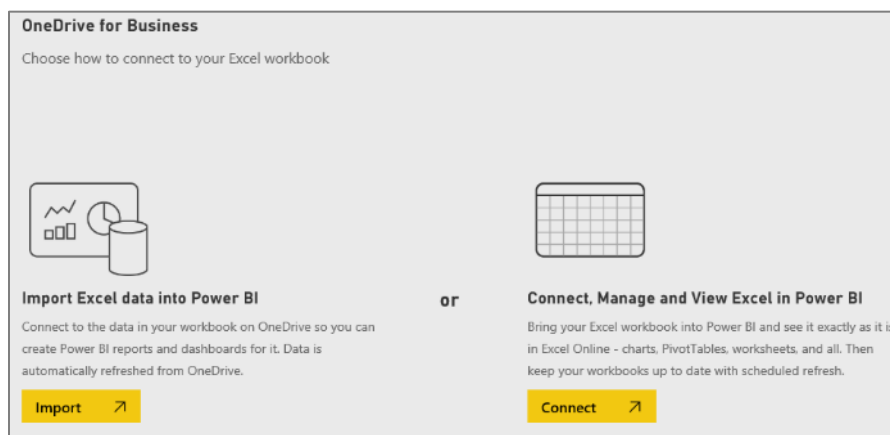 OneDrive for Business
Choose how to connect to your Excel workbook
Import Excel data into Power BI
Connect to the data in your workbook on OneDrive so you can
create Power BI reports and dashboards for it. Data is
automatically refreshed from OneDrive.
Import
or
Connect, Manage and View Excel in Power BI
Bring your Excel workbook into Power BI and see it exactly as it is
in Excel Online - charts, PivotTables, worksheets, and all. Then
keep your workbooks up to date with scheduled refresh.
Connect